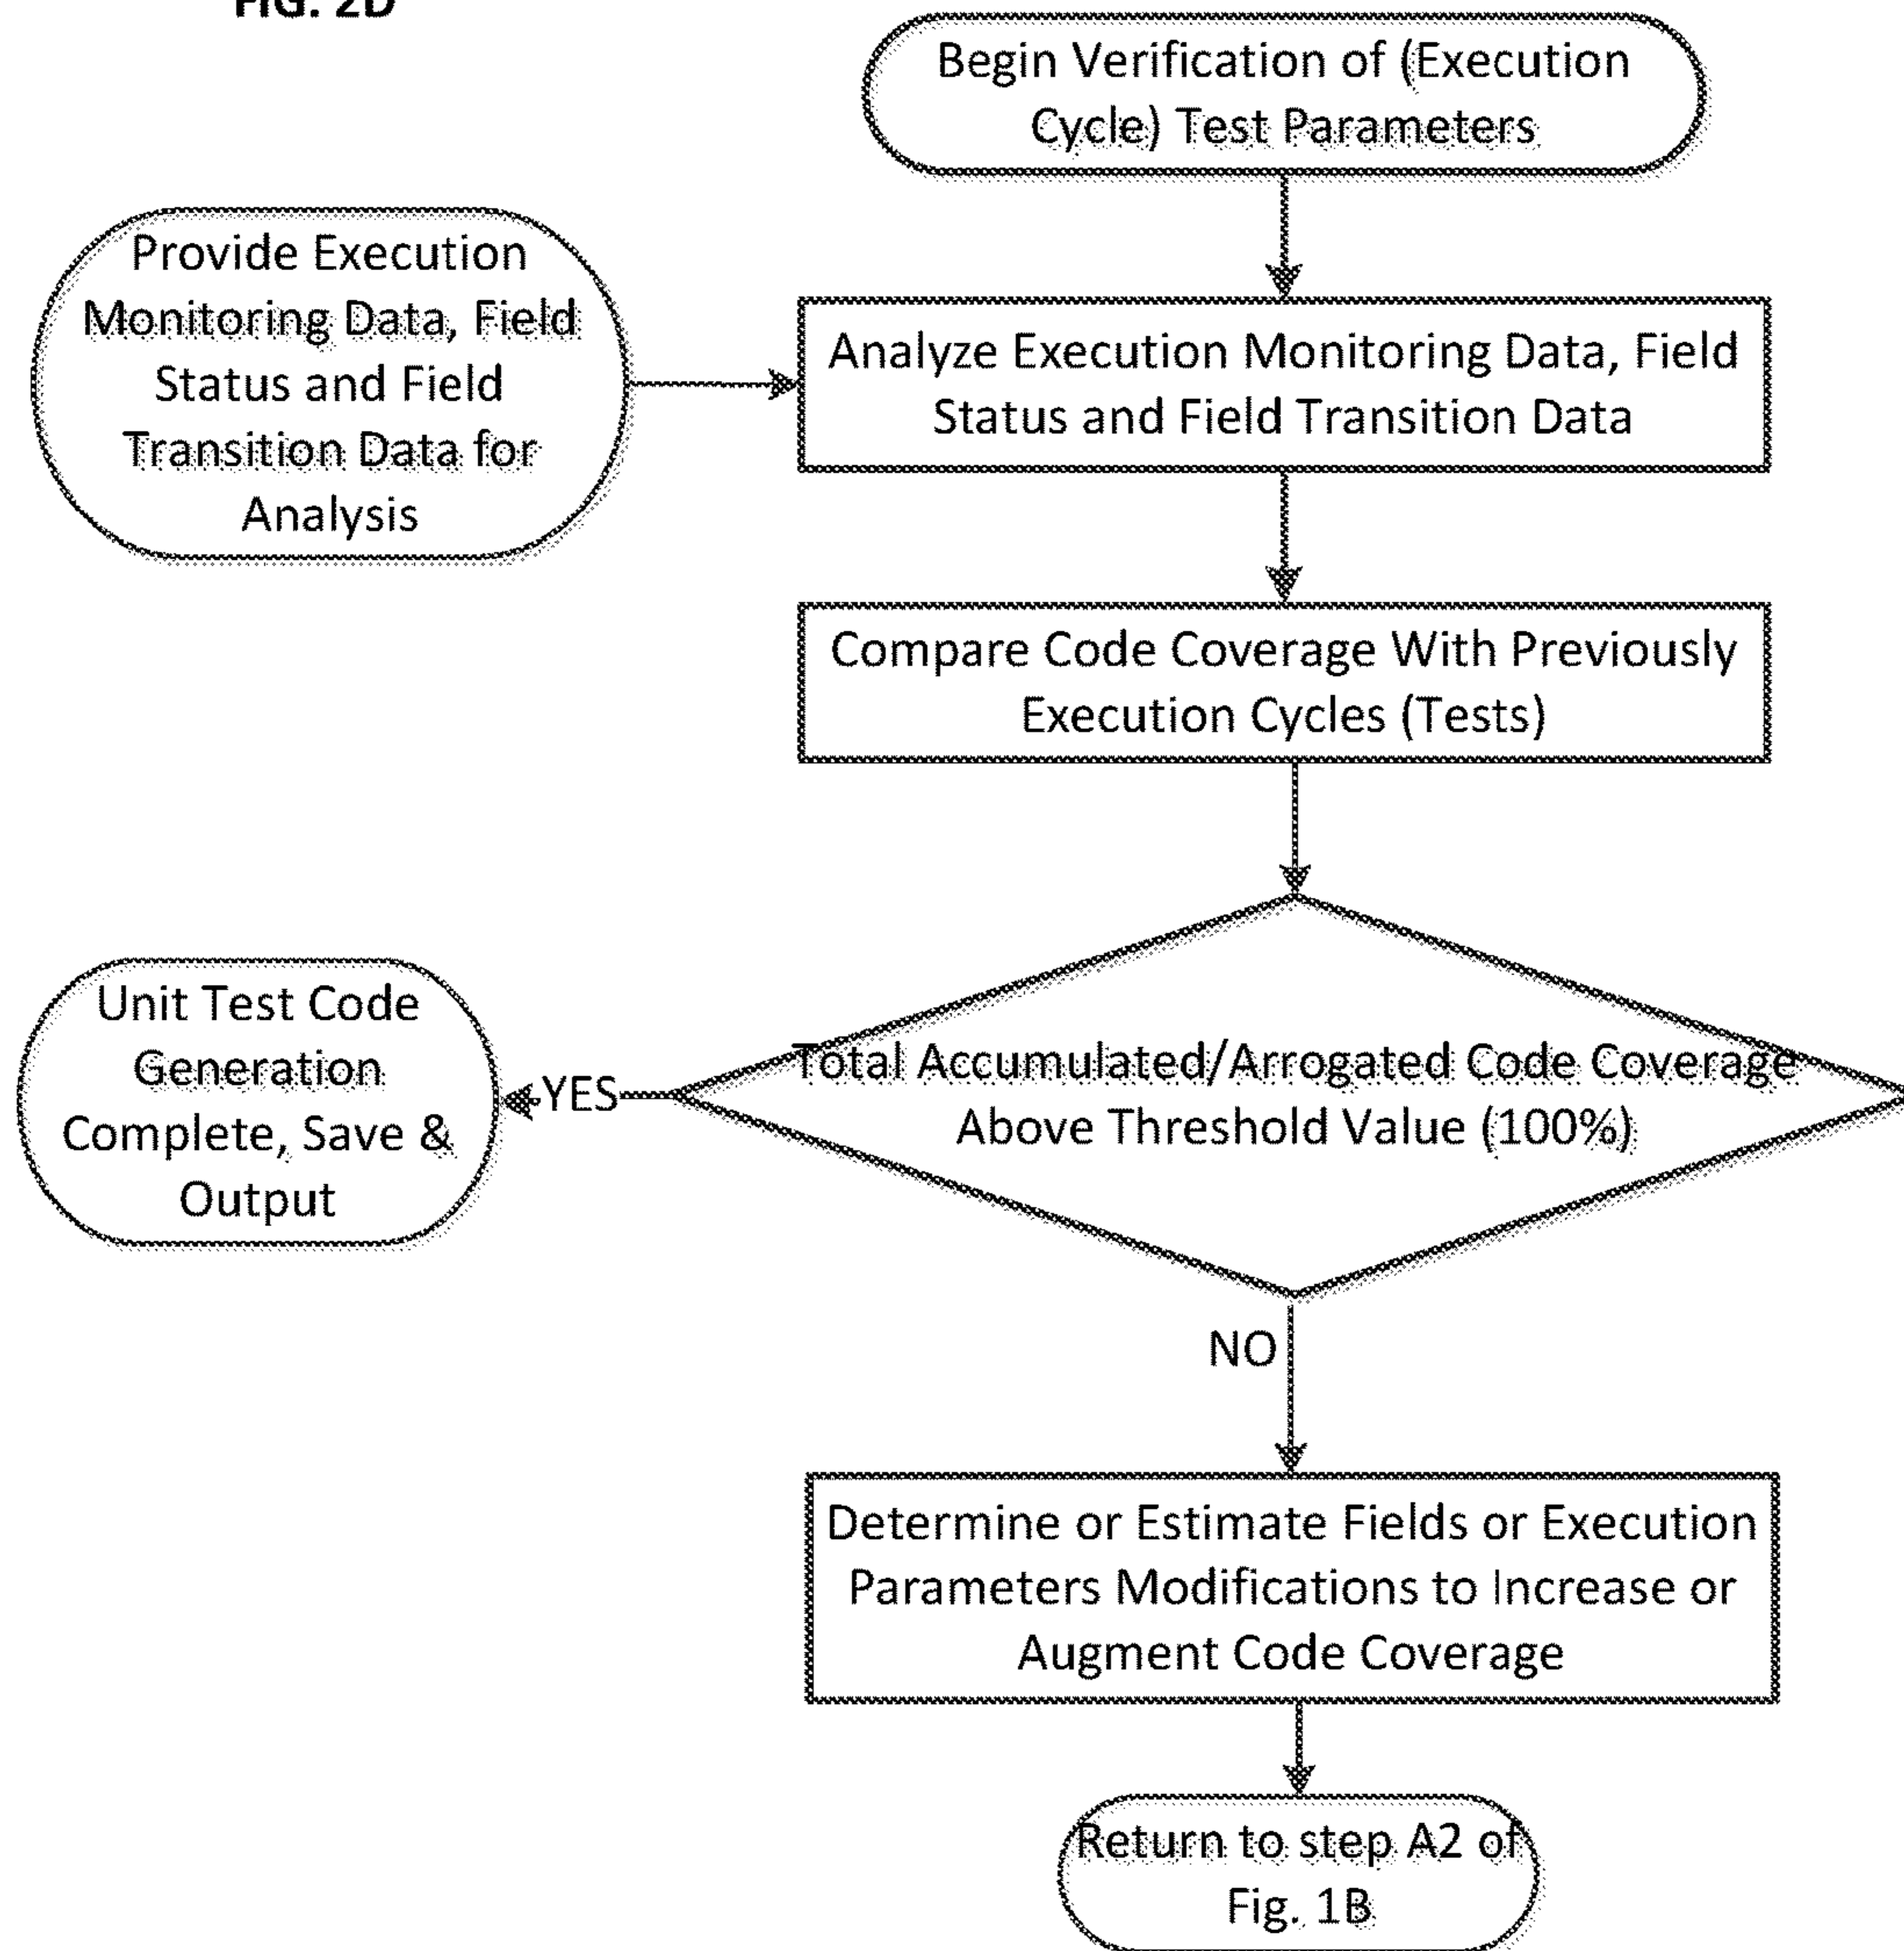 FIG. 2D
Begin Verification of (Execution
Cycle) Test Parameters
Provide Execution
Monitoring Data, Field
Status and Field
Transition Data for
Analysis
Analyze Execution Monitoring Data, Field
Status and Field Transition Data
Compare Code Coverage With Previously
Execution Cycles (Tests)
Total Accumulated/Arrogated Code Coverage
Above Threshold Value (100%)
YES
Unit Test Code
Generation
Complete, Save &
Output
NO
Determine or Estimate Fields or Execution
Parameters Modifications to Increase or
Augment Code Coverage
Return to step A2 of
Fig. 1B